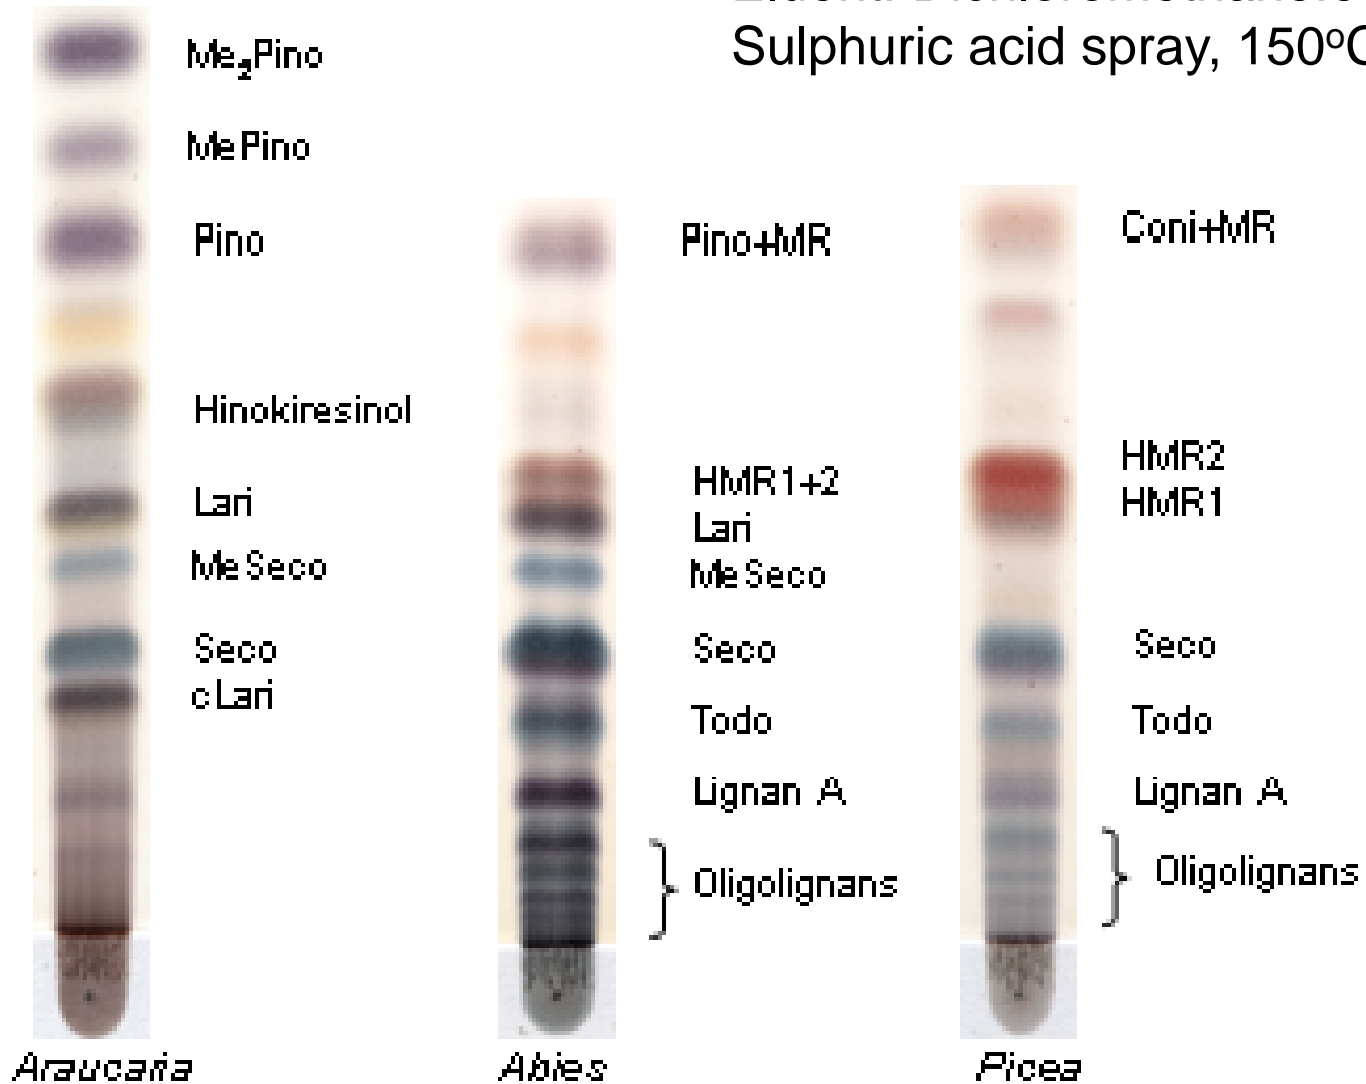 Sulphuric acid spray, 150ºC
Me₂Pino
MePino
Pino
Hinokiresinol
Lari
MeSeco
Seco
cLari
Araucaria
Pino+MR
HMR1+2
Lari
MeSeco
Seco
Todo
Lignan A
Oligolignans
Abies
Coni+MR
HMR2
HMR1
Seco
Todo
Lignan A
Oligolignans
Picea